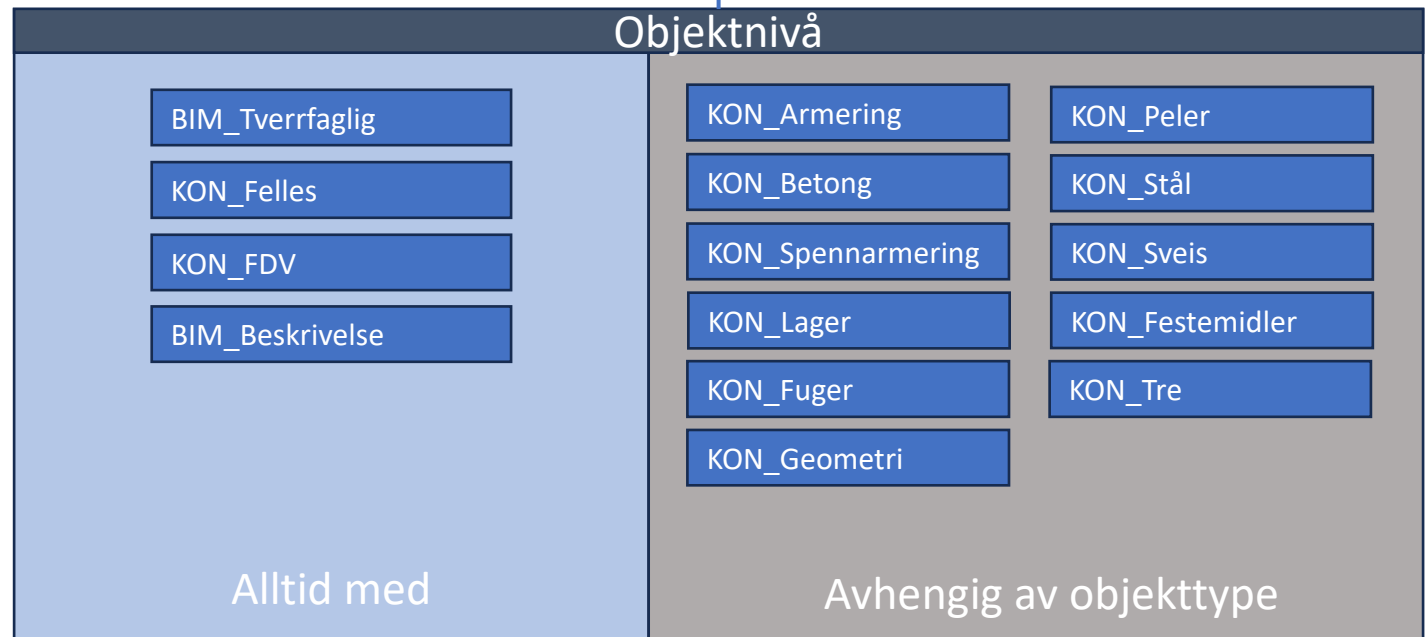 Objektnivå
BIM_Tverrfaglig
KON_Felles
KON_FDV
BIM_Beskrivelse
Alltid med
KON_Armering
KON_Betong
KON_Spennarmering
KON_Lager
KON_Fuger
KON_Geometri
KON_Peler
KON_Stål
KON_Sveis
KON_Festemidler
KON_Tre
Avhengig av objekttype